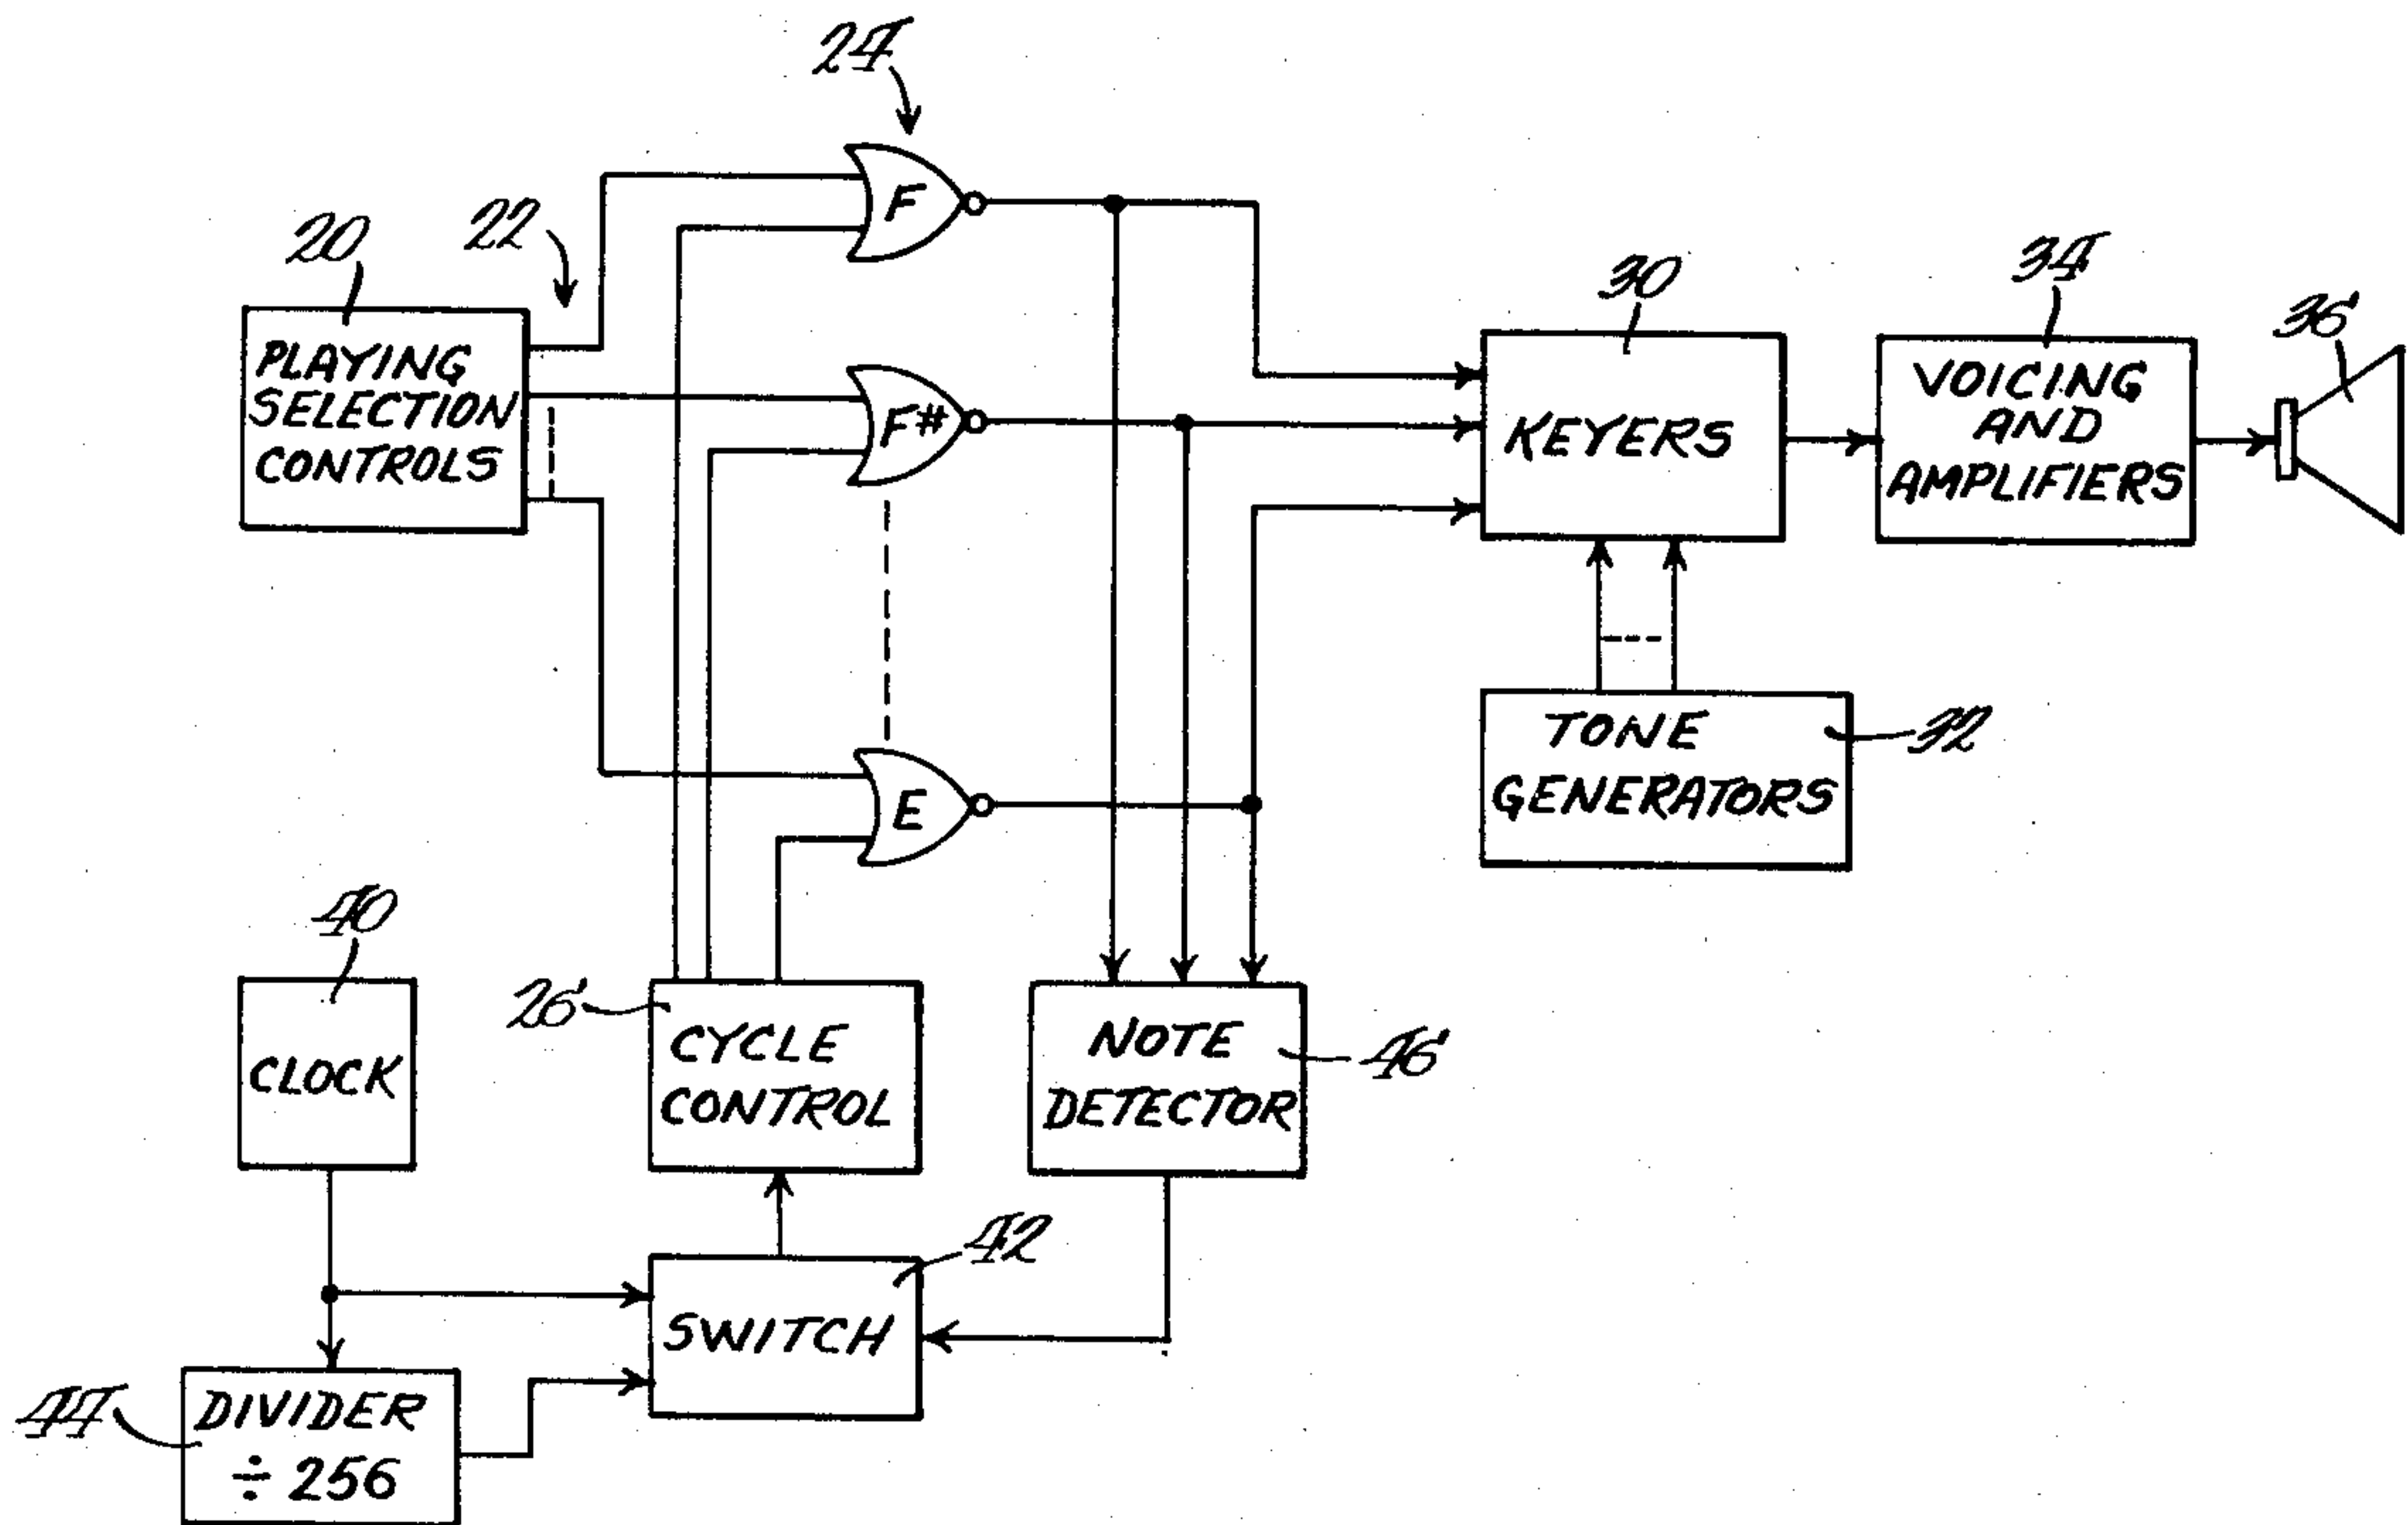 24
20
22
F
30
34
36
PLAYING
SELECTION
CONTROLS
F#
KEYERS
VOICING
AND
AMPLIFIERS
E
TONE
GENERATORS
32
40
26
CLOCK
CYCLE
CONTROL
NOTE
DETECTOR
46
42
SWITCH
44
DIVIDER
÷ 256